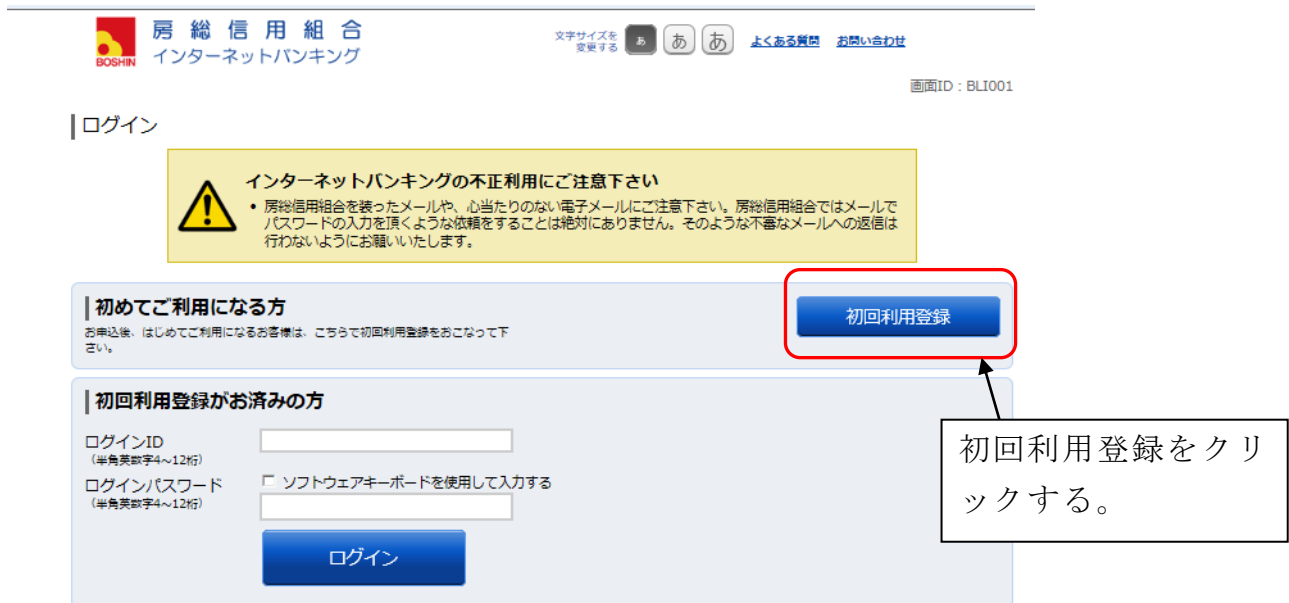 房総信用組合
BOSHIN
インターネットバンキング
文字サイズを
変更する
あ あ あ
よくある質問 お問い合わせ
画面ID：BLI001
ログイン
インターネットバンキングの不正利用にご注意下さい
• 房総信用組合を装ったメールや、心当たりのない電子メールにご注意下さい。房総信用組合ではメールで
パスワードの入力を頂くような依頼をすることは絶対にありません。そのような不審なメールへの返信は
行わないようにお願いいたします。
初めてご利用になる方
お申込後、はじめてご利用になるお客様は、こちらで初回利用登録をおこなって下
さい。
初回利用登録
初回利用登録がお済みの方
ログインID
（半角英数字4～12桁）
ログインパスワード
（半角英数字4～12桁）
ソフトウェアキーボードを使用して入力する
ログイン
初回利用登録をクリ
ックする。